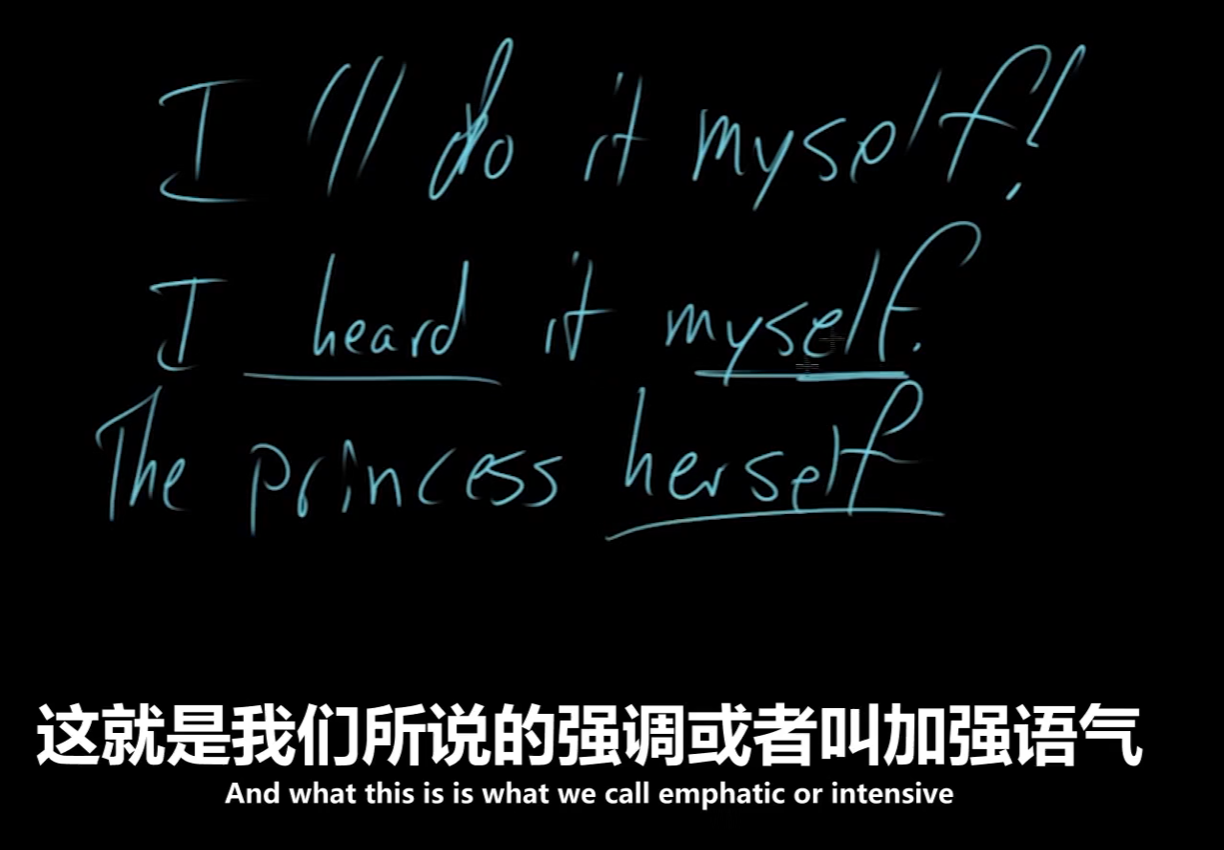 I'll do it myself!
I heard it myself.
The princess herself
这就是我们所说的强调或者叫加强语气
And what this is is what we call emphatic or intensive